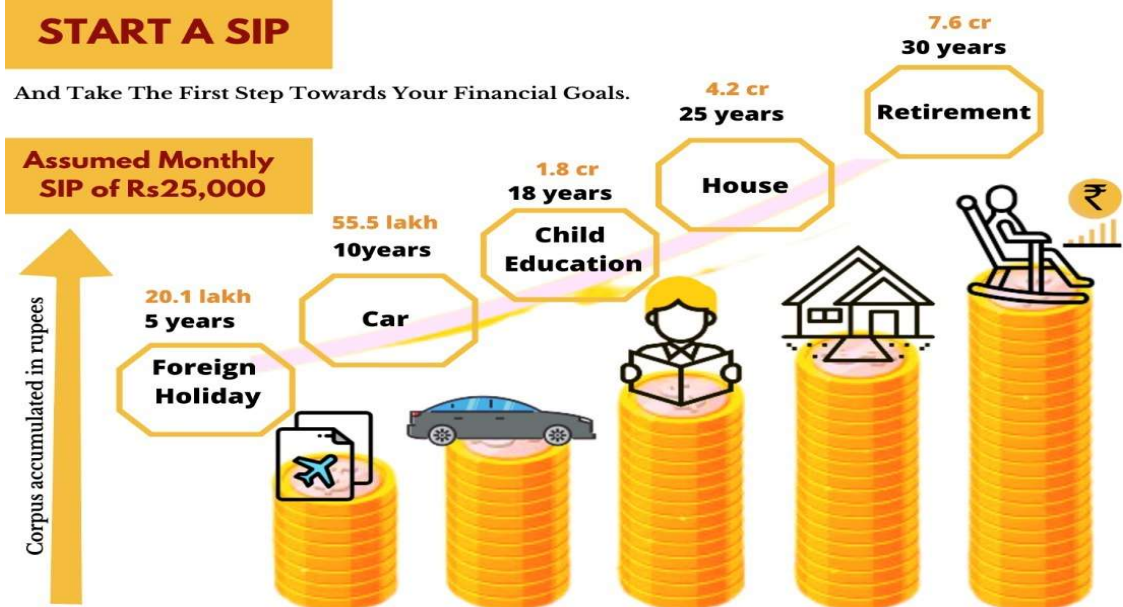 START A SIP
And Take The First Step Towards Your Financial Goals.
Assumed Monthly
SIP of Rs25,000
Corpus accumulated in rupees
20.1 lakh
5 years
Foreign
Holiday
55.5 lakh
10years
Car
1.8 cr
18 years
Child
Education
4.2 cr
25 years
House
7.6 cr
30 years
Retirement
₹